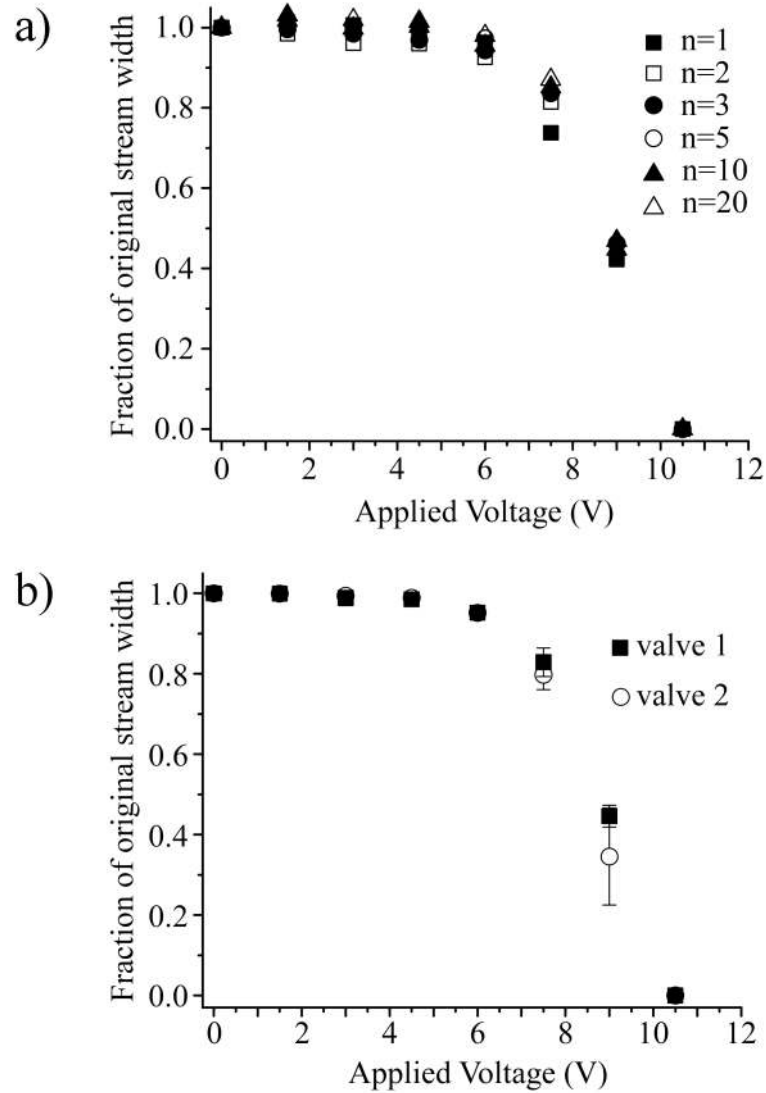 a)
Fraction of original stream width
1.0
0.8
0.6
0.4
0.2
0.0
n=1
n=2
n=3
n=5
n=10
n=20
0 2 4 6 8 10 12
Applied Voltage (V)
b)
Fraction of original stream width
1.0
0.8
0.6
0.4
0.2
0.0
valve 1
valve 2
0 2 4 6 8 10 12
Applied Voltage (V)